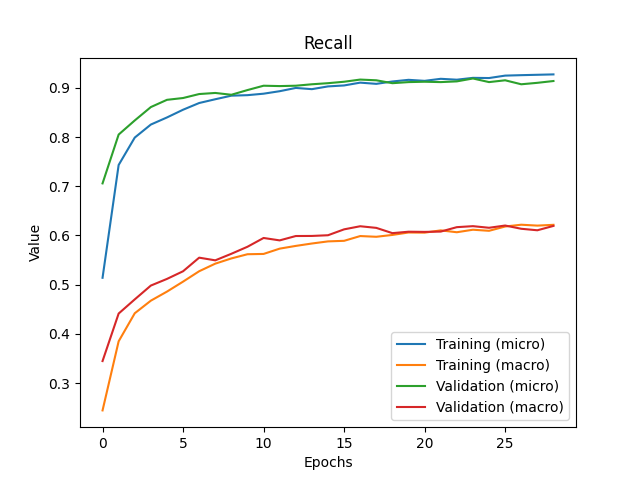 Recall
Value
0.9
0.8
0.7
0.6
0.5
0.4
0.3
Training (micro)
Training (macro)
Validation (micro)
Validation (macro)
0 5 10 15 20 25
Epochs